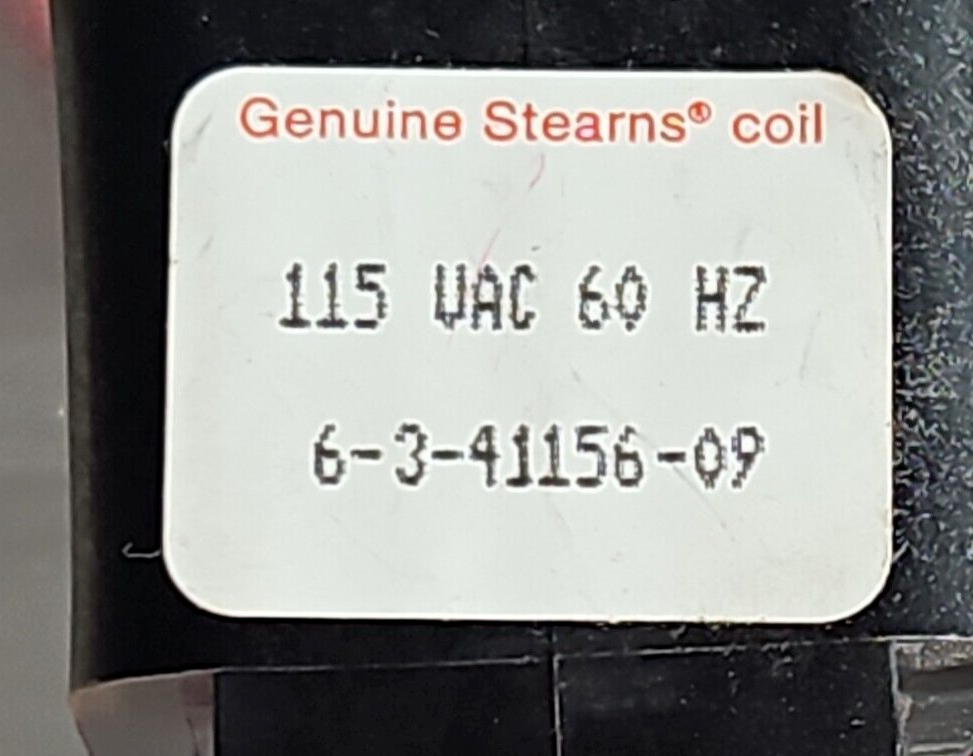 Genuine Stearns® coil
115 VAC 60 HZ
6-3-41156-09